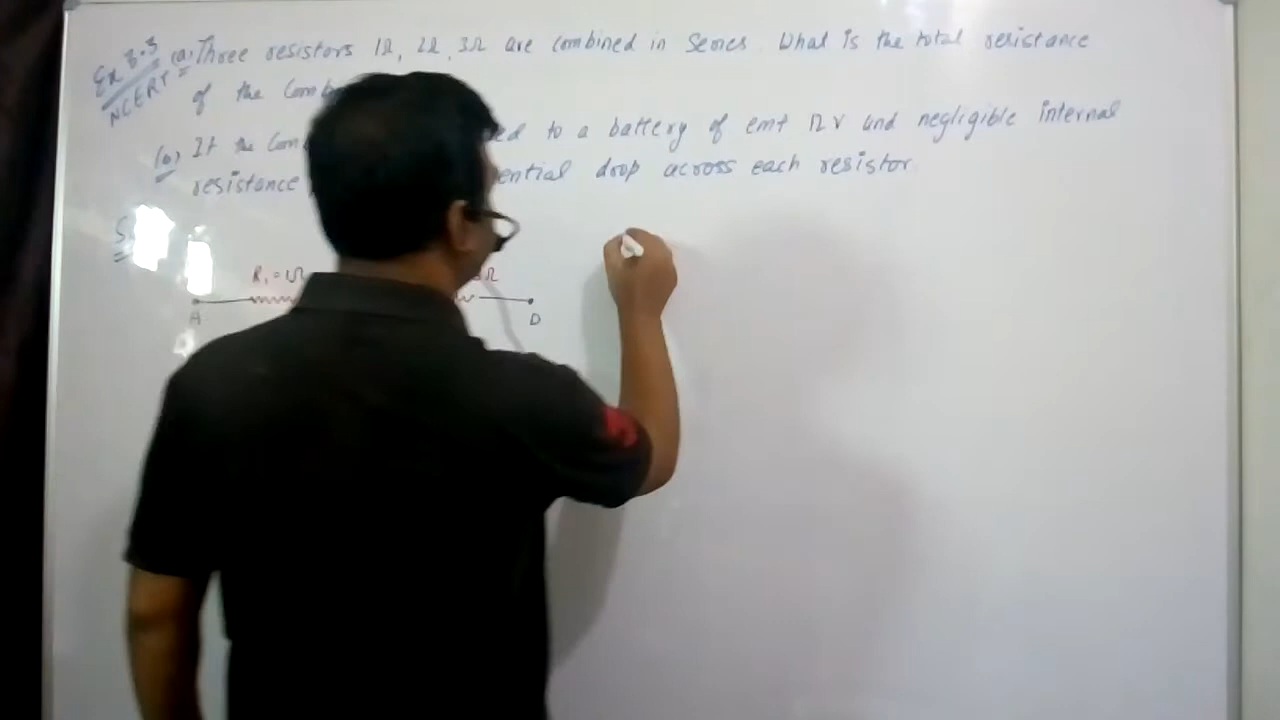 Ex 3.3 (a) Three resistors 1Ω, 2Ω, 3Ω are combined in series. What is the total resistance
NCERT
of the Comb
(b) If the Com ed to a battery of emf 12 V and negligible internal
resistance ential drop across each resistor.
S
R₁ = 1Ω Ω
A D